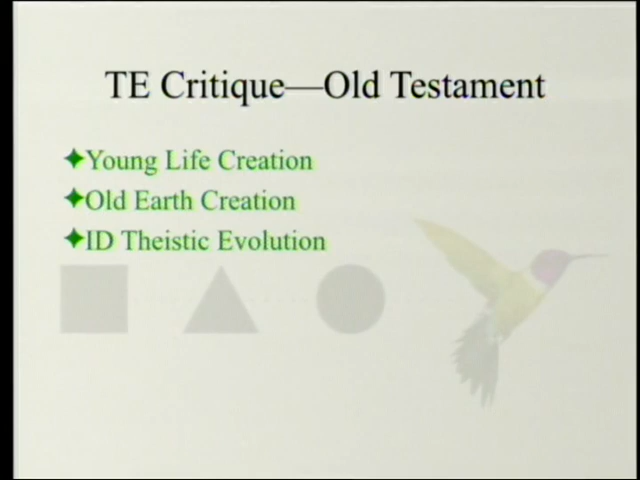 TE Critique—Old Testament
✦Young Life Creation
✦Old Earth Creation
✦ID Theistic Evolution